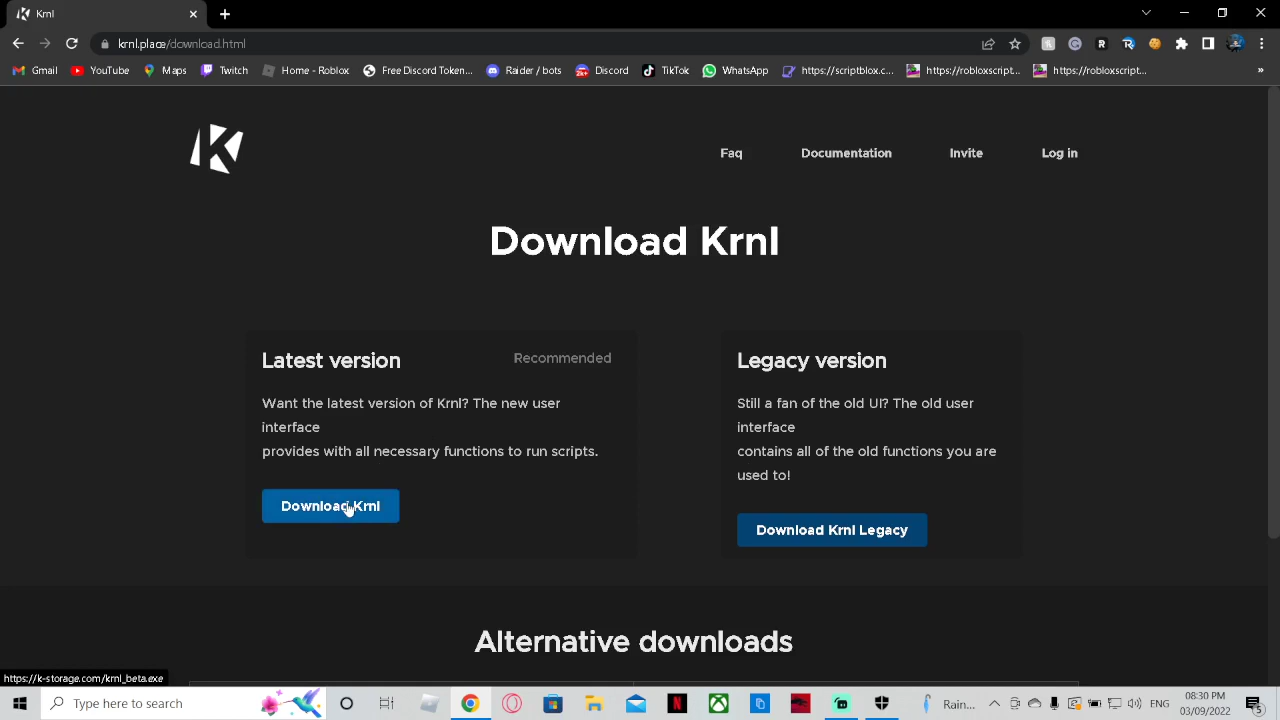 Krnl
krnl.place/download.html
Gmail
YouTube
Maps
Twitch
Home - Roblox
Free Discord Token...
Raider / bots
2k+
Discord
TikTok
WhatsApp
https://scriptblox.c...
https://robloxscript...
https://robloxscript...
»
Faq
Documentation
Invite
Log in
Download Krnl
Latest version
Recommended
Want the latest version of Krnl? The new user
interface
provides with all necessary functions to run scripts.
Download Krnl
Legacy version
Still a fan of the old UI? The old user
interface
contains all of the old functions you are
used to!
Download Krnl Legacy
Alternative downloads
https://k-storage.com/krnl_beta.exe
Type here to search
Rain...
ENG
08:30 PM
03/09/2022
5